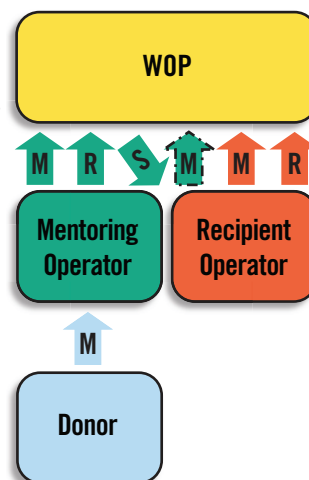 WOP
M R S M M R
Mentoring
Operator
Recipient
Operator
M
Donor